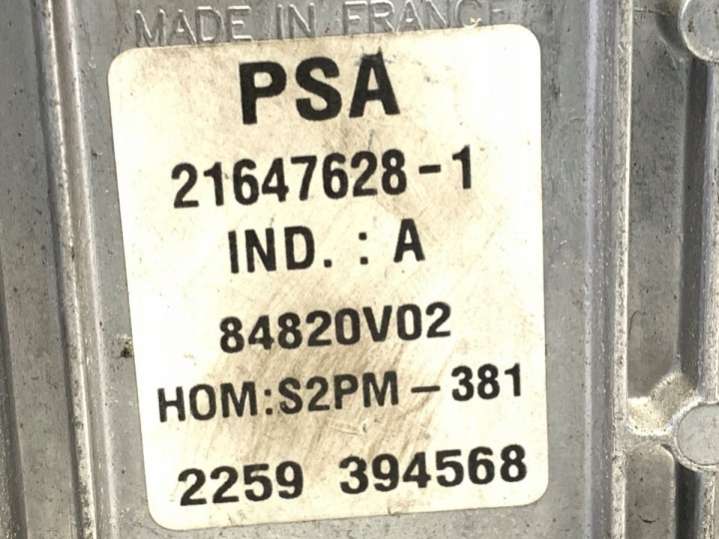 MADE IN FRANCE
PSA
21647628-1
IND. : A
84820V02
HOM:S2PM-381
2259 394568